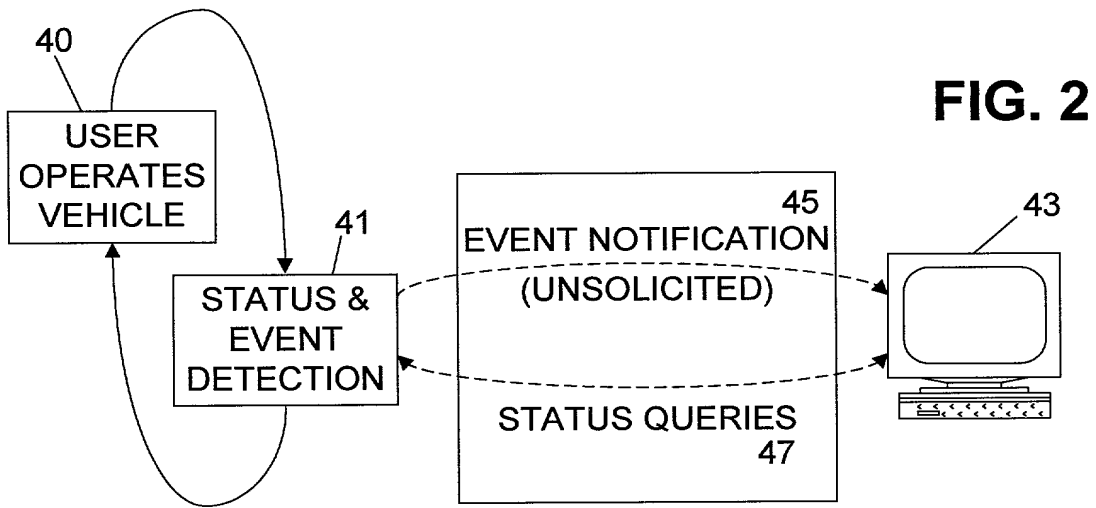 FIG. 2
40
USER
OPERATES
VEHICLE
41
STATUS &
EVENT
DETECTION
45
EVENT NOTIFICATION
(UNSOLICITED)
STATUS QUERIES
47
43